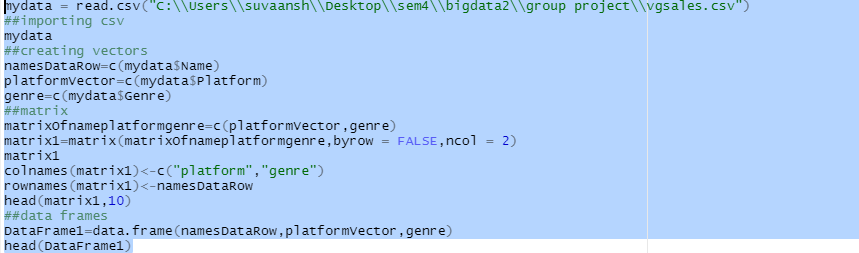 mydata = read.csv("C:\\Users\\suvaansh\\Desktop\\sem4\\bigdata2\\group project\\vgsales.csv")
##importing csv
mydata
##creating vectors
namesDataRow=c(mydata$Name)
platformVector=c(mydata$Platform)
genre=c(mydata$Genre)
##matrix
matrixOfnameplatformgenre=c(platformVector,genre)
matrix1=matrix(matrixOfnameplatformgenre,byrow = FALSE,ncol = 2)
matrix1
colnames(matrix1)<-c("platform","genre")
rownames(matrix1)<-namesDataRow
head(matrix1,10)
##data frames
DataFrame1=data.frame(namesDataRow,platformVector,genre)
head(DataFrame1)